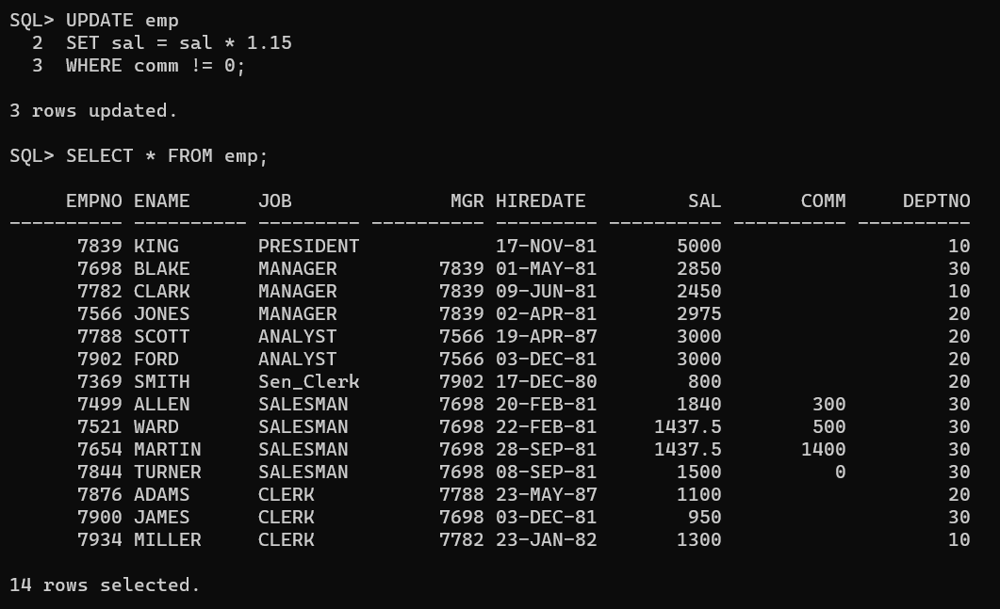 SQL> UPDATE emp
  2  SET sal = sal * 1.15
  3  WHERE comm != 0;

3 rows updated.

SQL> SELECT * FROM emp;

     EMPNO ENAME      JOB              MGR HIREDATE         SAL       COMM     DEPTNO
---------- ---------- --------- ---------- --------- ---------- ---------- ----------
      7839 KING       PRESIDENT            17-NOV-81       5000                    10
      7698 BLAKE      MANAGER         7839 01-MAY-81       2850                    30
      7782 CLARK      MANAGER         7839 09-JUN-81       2450                    10
      7566 JONES      MANAGER         7839 02-APR-81       2975                    20
      7788 SCOTT      ANALYST         7566 19-APR-87       3000                    20
      7902 FORD       ANALYST         7566 03-DEC-81       3000                    20
      7369 SMITH      Sen_Clerk       7902 17-DEC-80        800                    20
      7499 ALLEN      SALESMAN        7698 20-FEB-81       1840        300         30
      7521 WARD       SALESMAN        7698 22-FEB-81     1437.5        500         30
      7654 MARTIN     SALESMAN        7698 28-SEP-81     1437.5       1400         30
      7844 TURNER     SALESMAN        7698 08-SEP-81       1500          0         30
      7876 ADAMS      CLERK           7788 23-MAY-87       1100                    20
      7900 JAMES      CLERK           7698 03-DEC-81        950                    30
      7934 MILLER     CLERK           7782 23-JAN-82       1300                    10

14 rows selected.